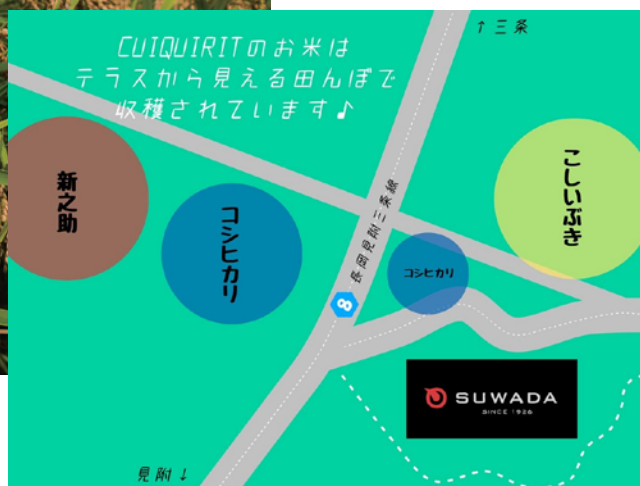 CUIQUIRITのお米は
テラスから見える田んぼで
収穫されています♪
↑三条
新之助
コシヒカリ
長岡見附三条線
8
コシヒカリ
こしいぶき
SUWADA
SINCE 1926
見附↓